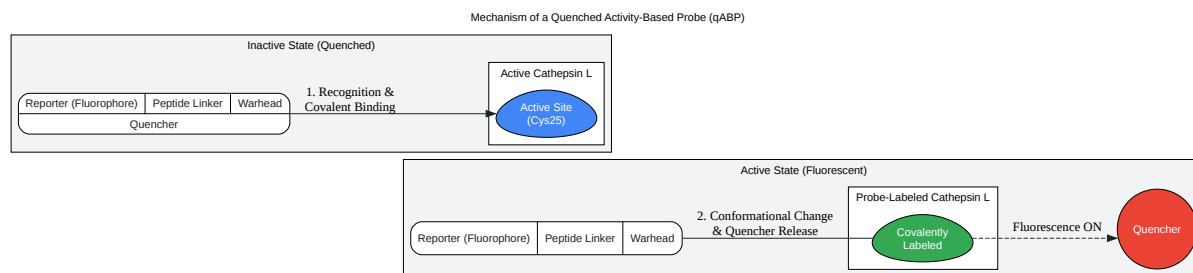 Mechanism of a Quenched Activity-Based Probe (qABP)
Inactive State (Quenched)
Reporter (Fluorophore)
Peptide Linker
Warhead
Quencher
1. Recognition &
Covalent Binding
Active Cathepsin L
Active Site
(Cys25)
Active State (Fluorescent)
Reporter (Fluorophore)
Peptide Linker
Warhead
2. Conformational Change
& Quencher Release
Probe-Labeled Cathepsin L
Covalently
Labeled
Fluorescence ON
Quencher